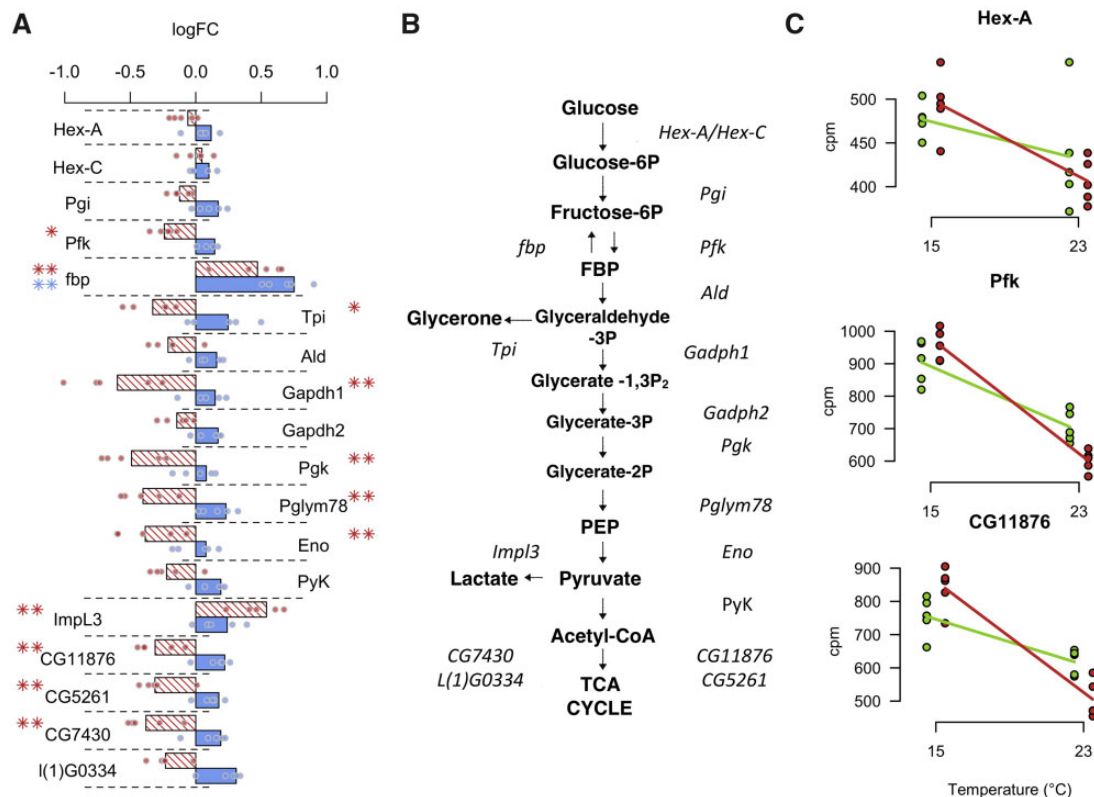 A
logFC
-1.0 -0.5 0.0 0.5 1.0
Hex-A
Hex-C
Pgi
* Pfk
** fbp
**
Tpi *
Ald
Gapdh1 **
Gapdh2
Pgk **
Pglym78 **
Eno **
PyK
** ImpL3
** CG11876
** CG5261
** CG7430
l(1)G0334
B
Glucose
Hex-A/Hex-C
Glucose-6P
Pgi
Fructose-6P
fbp Pfk
FBP
Ald
Glycerone Glyceraldehyde
-3P
Tpi Gadph1
Glycerate -1,3P₂
Gadph2
Glycerate-3P
Pgk
Glycerate-2P
Pglym78
PEP
Impl3 Eno
Lactate Pyruvate
PyK
Acetyl-CoA
CG7430 CG11876
L(1)G0334 CG5261
TCA
CYCLE
C
Hex-A
cpm
500
400
15 23
Pfk
cpm
1000
900
800
700
600
15 23
CG11876
cpm
900
800
700
600
500
15 23
Temperature (°C)